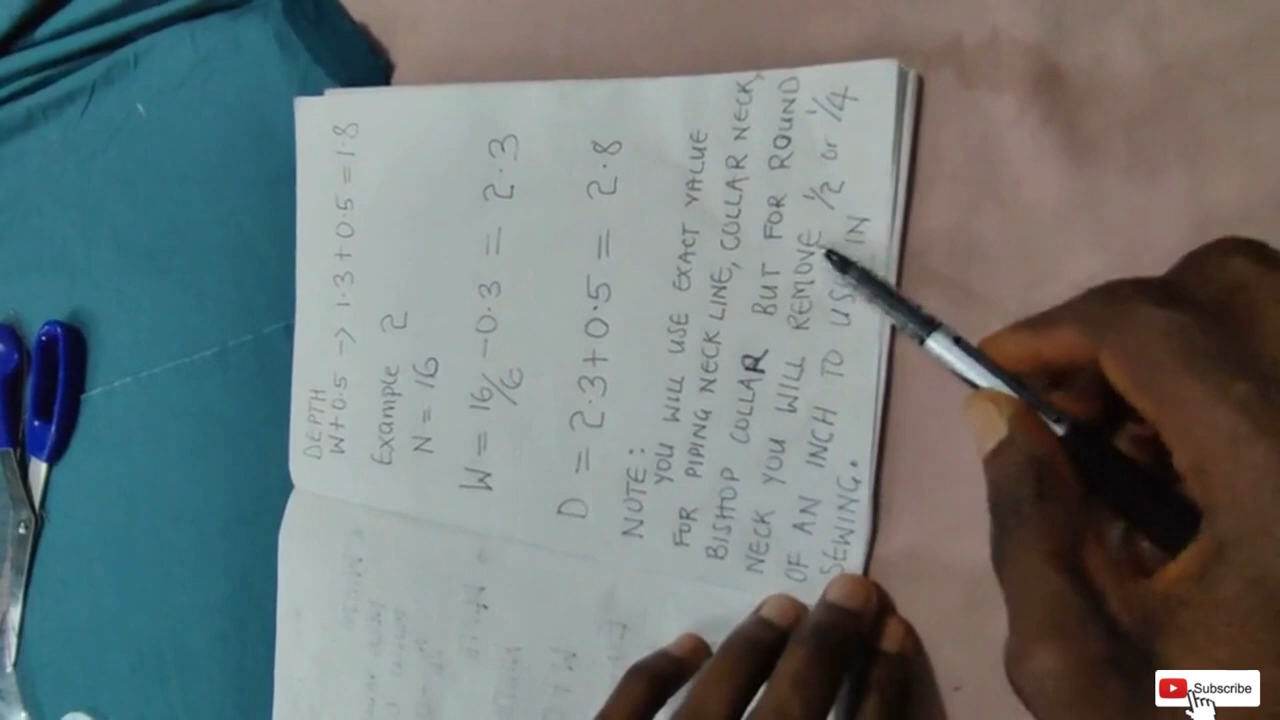 DEPTH
W+0.5 -> 1.3+0.5 = 1.8
Example 2
N = 16
W = 16/6 -0.3 = 2.3
D = 2.3+0.5 = 2.8
NOTE:
YOU WILL USE EXACT VALUE
FOR PIPING NECK LINE, COLLAR NECK,
BISHOP COLLAR BUT FOR ROUND
NECK YOU WILL REMOVE 1/2 or 1/4
OF AN INCH TO IN
SEWING.
Subscribe